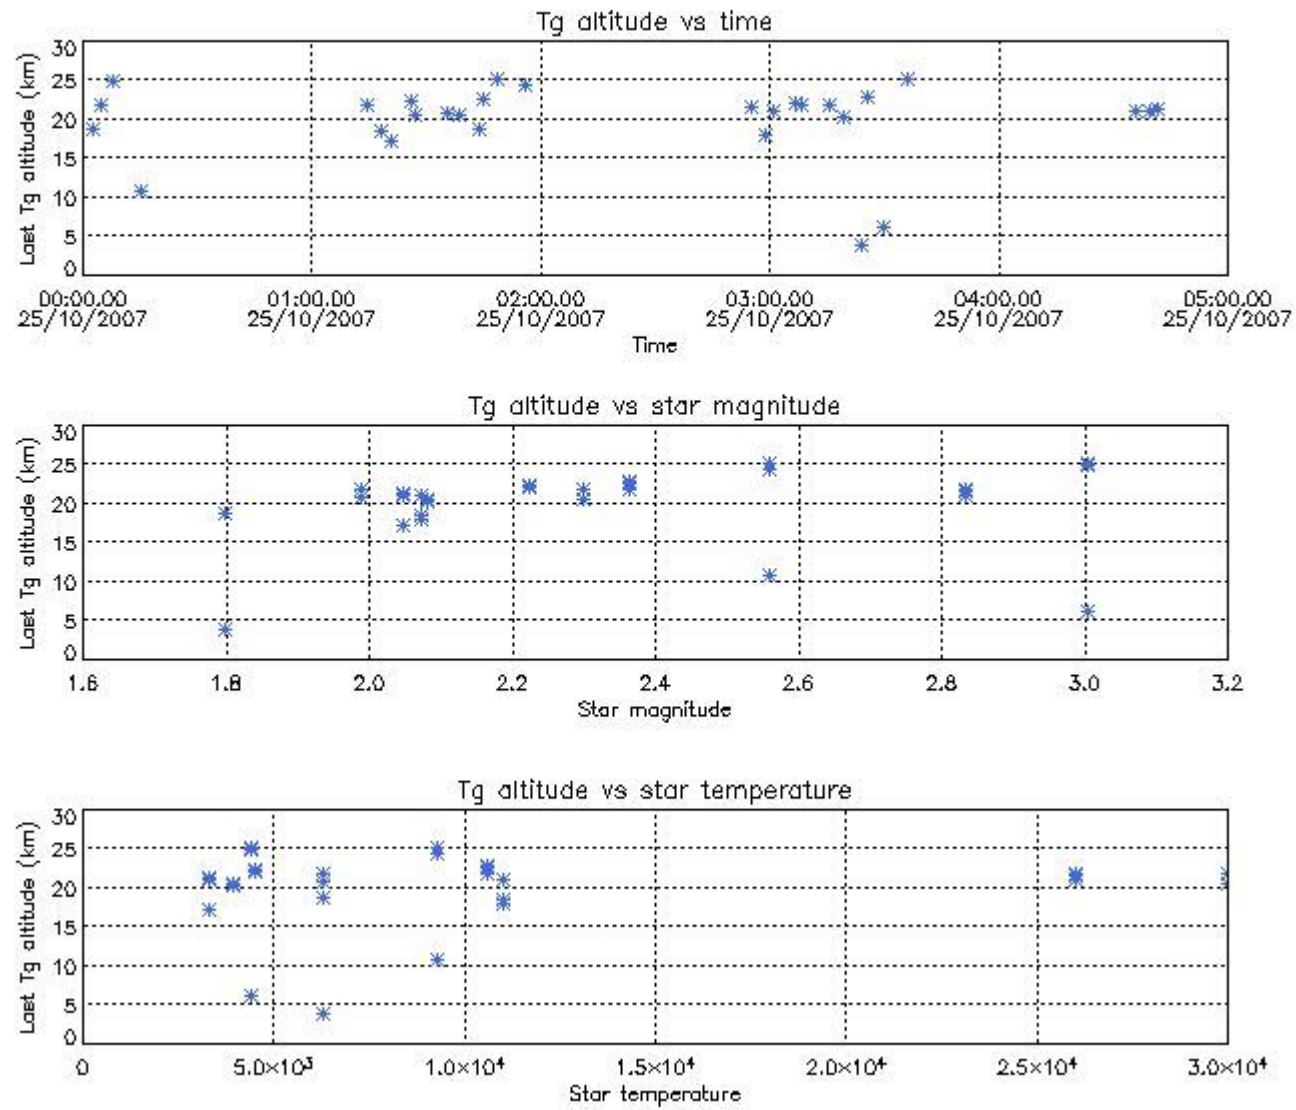 Tg altitude vs time
Last Tg altitude (km)
30
25
20
15
10
5
0
00:00.00 01:00.00 02:00.00 03:00.00 04:00.00 05:00.00
25/10/2007 25/10/2007 25/10/2007 25/10/2007 25/10/2007 25/10/2007
Time
Tg altitude vs star magnitude
Last Tg altitude (km)
30
25
20
15
10
5
0
1.6 1.8 2.0 2.2 2.4 2.6 2.8 3.0 3.2
Star magnitude
Tg altitude vs star temperature
Last Tg altitude (km)
30
25
20
15
10
5
0
0 5.0×10³ 1.0×10⁴ 1.5×10⁴ 2.0×10⁴ 2.5×10⁴ 3.0×10⁴
Star temperature